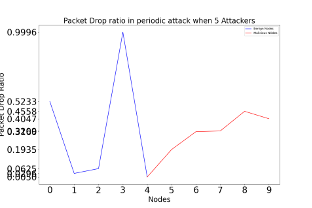 Packet Drop ratio in periodic attack when 5 Attackers
Benign Nodes
Malicious Nodes
Packet Drop Ratio
0.9996
0.5233
0.4558
0.4047
0.1935
0.0625
0 1 2 3 4 5 6 7 8 9
Nodes